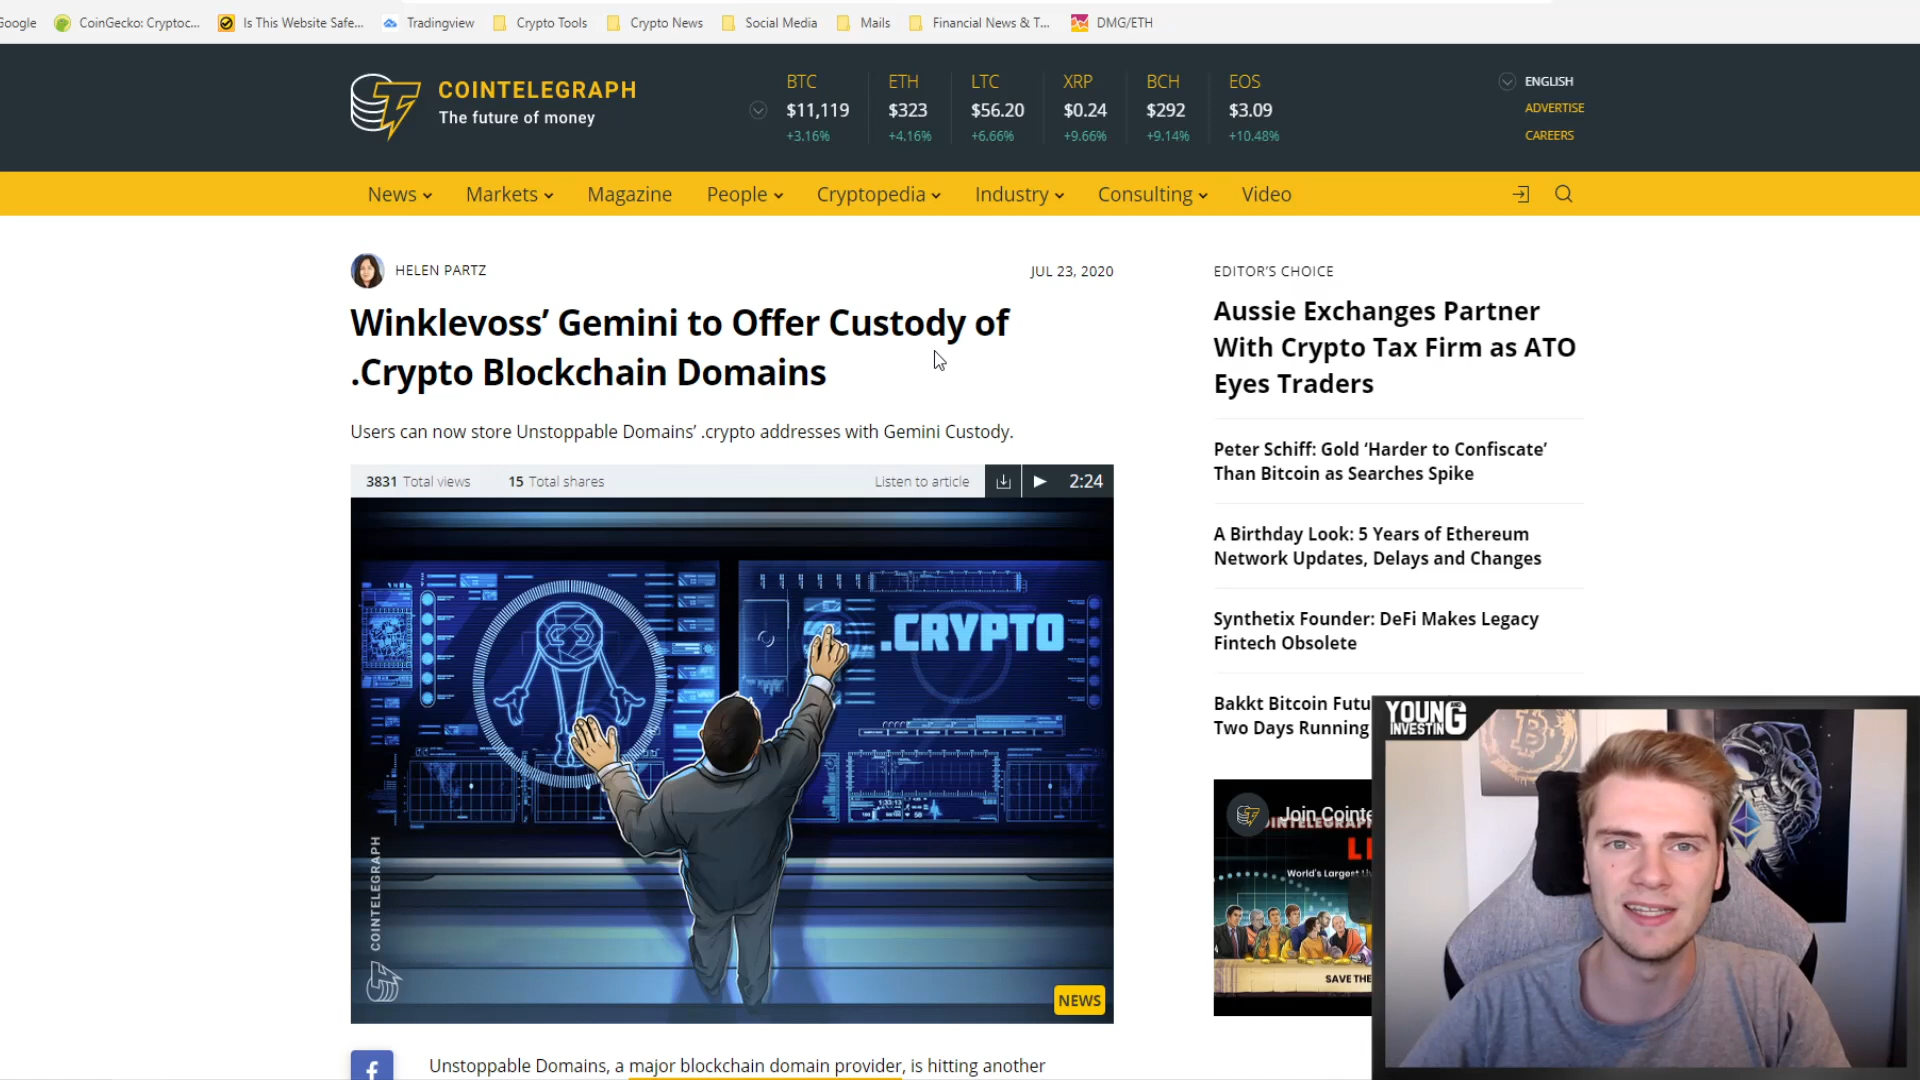 Google
CoinGecko: Cryptoc...
Is This Website Safe...
Tradingview
Crypto Tools
Crypto News
Social Media
Mails
Financial News & T...
DMG/ETH
COINTELEGRAPH
The future of money
BTC
$11,119
+3.16%
ETH
$323
+4.16%
LTC
$56.20
+6.66%
XRP
$0.24
+9.66%
BCH
$292
+9.14%
EOS
$3.09
+10.48%
ENGLISH
ADVERTISE
CAREERS
News
Markets
Magazine
People
Cryptopedia
Industry
Consulting
Video
HELEN PARTZ
JUL 23, 2020
Winklevoss’ Gemini to Offer Custody of
.Crypto Blockchain Domains
Users can now store Unstoppable Domains’ .crypto addresses with Gemini Custody.
3831 Total views
15 Total shares
Listen to article
2:24
.CRYPTO
COINTELEGRAPH
NEWS
Unstoppable Domains, a major blockchain domain provider, is hitting another
EDITOR’S CHOICE
Aussie Exchanges Partner
With Crypto Tax Firm as ATO
Eyes Traders
Peter Schiff: Gold ‘Harder to Confiscate’
Than Bitcoin as Searches Spike
A Birthday Look: 5 Years of Ethereum
Network Updates, Delays and Changes
Synthetix Founder: DeFi Makes Legacy
Fintech Obsolete
Bakkt Bitcoin Futu
Two Days Running
Join Cointe
COINTELEGRAPH
LI
World's Largest
SAVE THE
YOUNG
AND
INVESTING